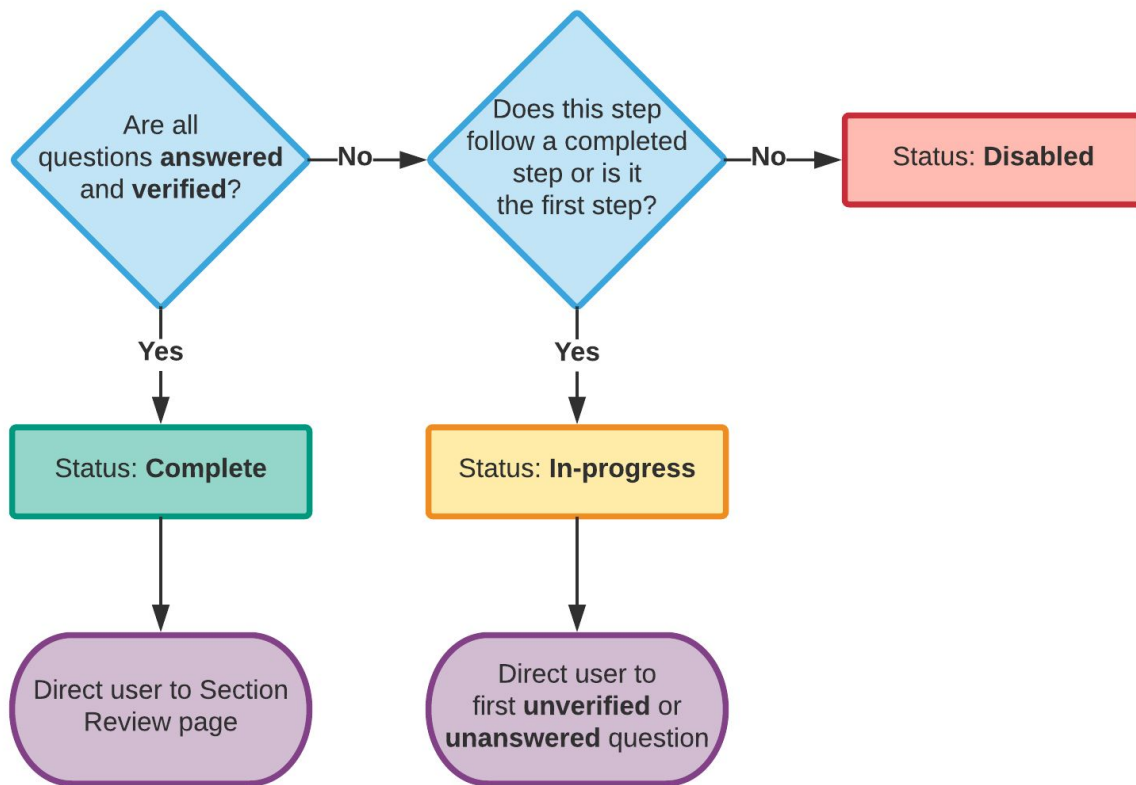 Are all
questions answered
and verified?
No
Does this step
follow a completed
step or is it
the first step?
No
Status: Disabled
Yes
Yes
Status: Complete
Status: In-progress
Direct user to Section
Review page
Direct user to
first unverified or
unanswered question